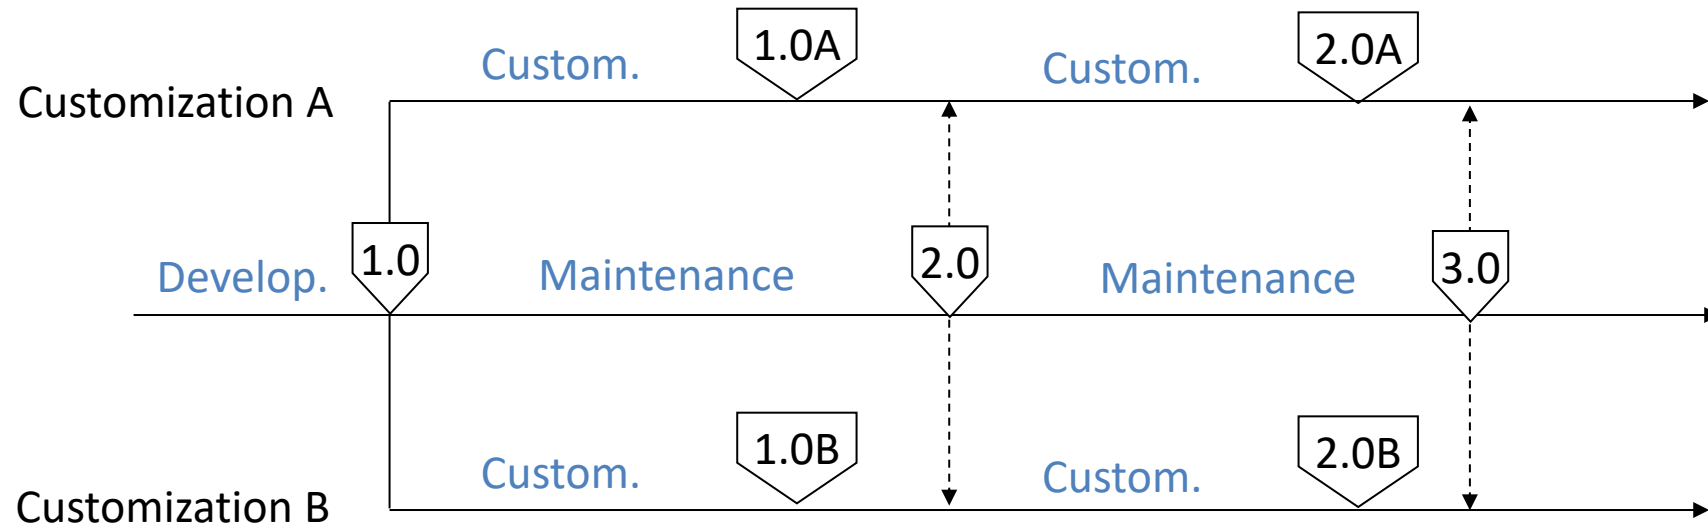 Customization A
Custom.
1.0A
Custom.
2.0A
Develop.
1.0
Maintenance
2.0
Maintenance
3.0
Customization B
Custom.
1.0B
Custom.
2.0B